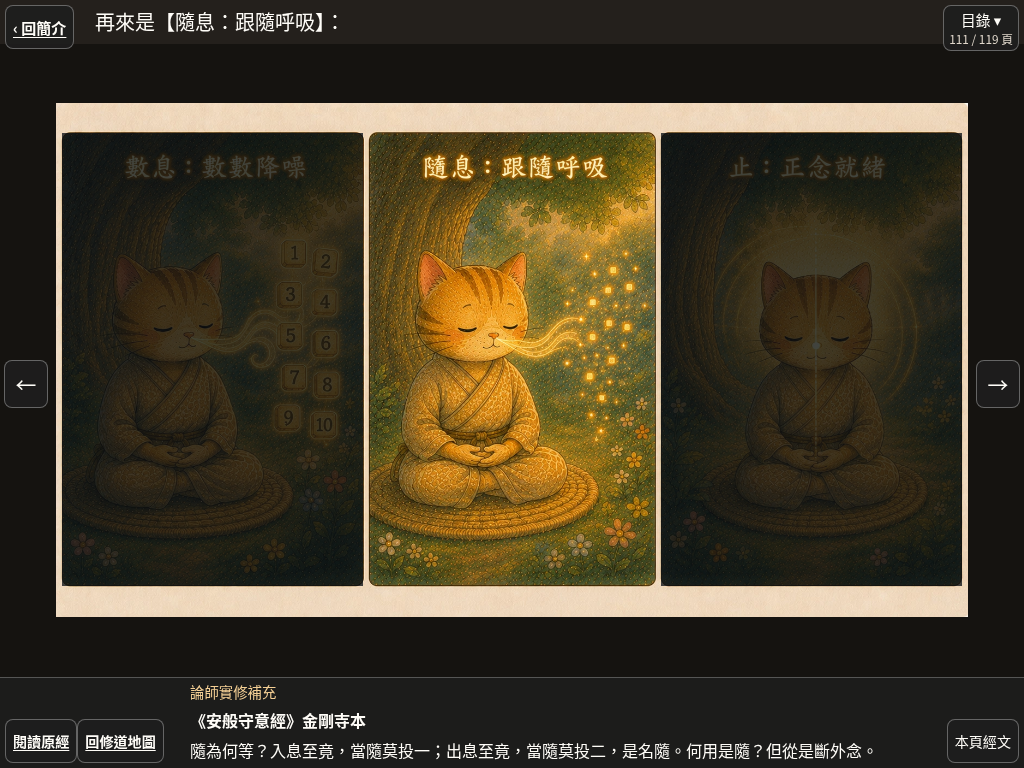 ‹ 回簡介
再來是【隨息：跟隨呼吸】：
目錄 ▾
111 / 119 頁
數息：數數降噪
1
2
3
4
5
6
7
8
9
10
隨息：跟隨呼吸
止：正念就緒
←
→
論師實修補充
《安般守意經》金剛寺本
隨為何等？入息至竟，當隨莫投一；出息至竟，當隨莫投二，是名隨。何用是隨？但從是斷外念。
閱讀原經
回修道地圖
本頁經文